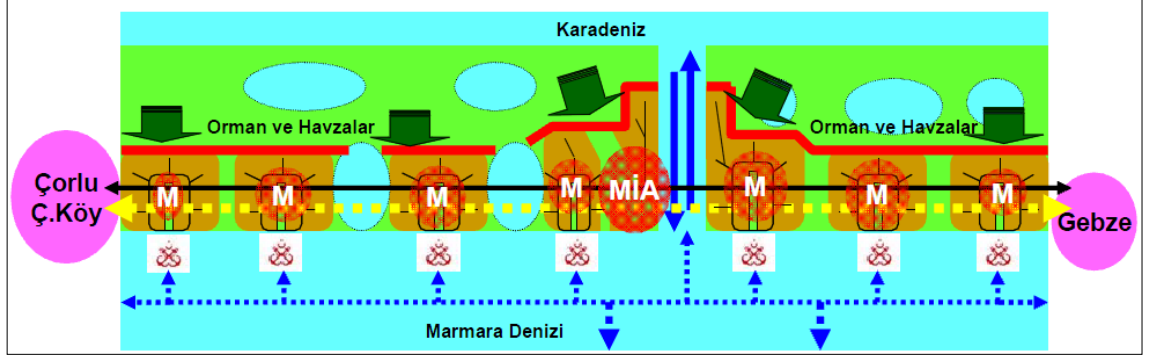 Karadeniz
Orman ve Havzalar
Orman ve Havzalar
Çorlu
Ç.Köy
M
M
M
M
MİA
M
M
M
Gebze
Marmara Denizi